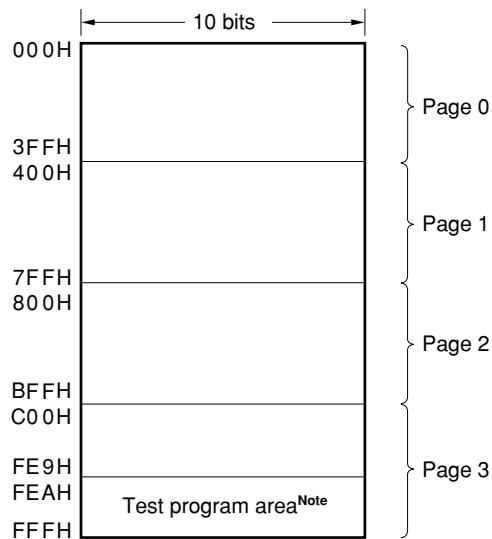 10 bits
000H
Page 0
3FFH
400H
Page 1
7FFH
800H
Page 2
BFFH
C00H
FE9H
Page 3
FEAH
Test program areaNote
FFFH